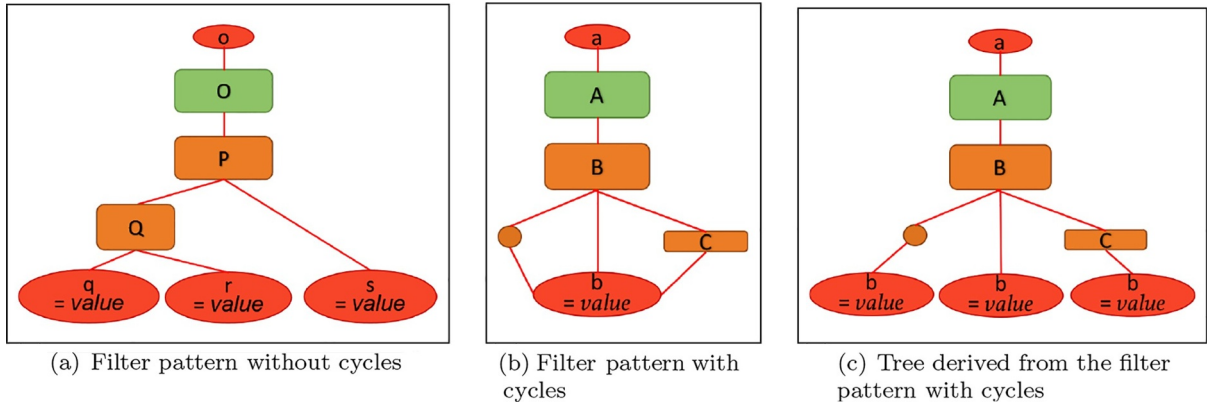 o
O
P
Q
q
= value
r
= value
s
= value
(a) Filter pattern without cycles
a
A
B
C
b
= value
(b) Filter pattern with
cycles
a
A
B
C
b
= value
b
= value
b
= value
(c) Tree derived from the filter
pattern with cycles